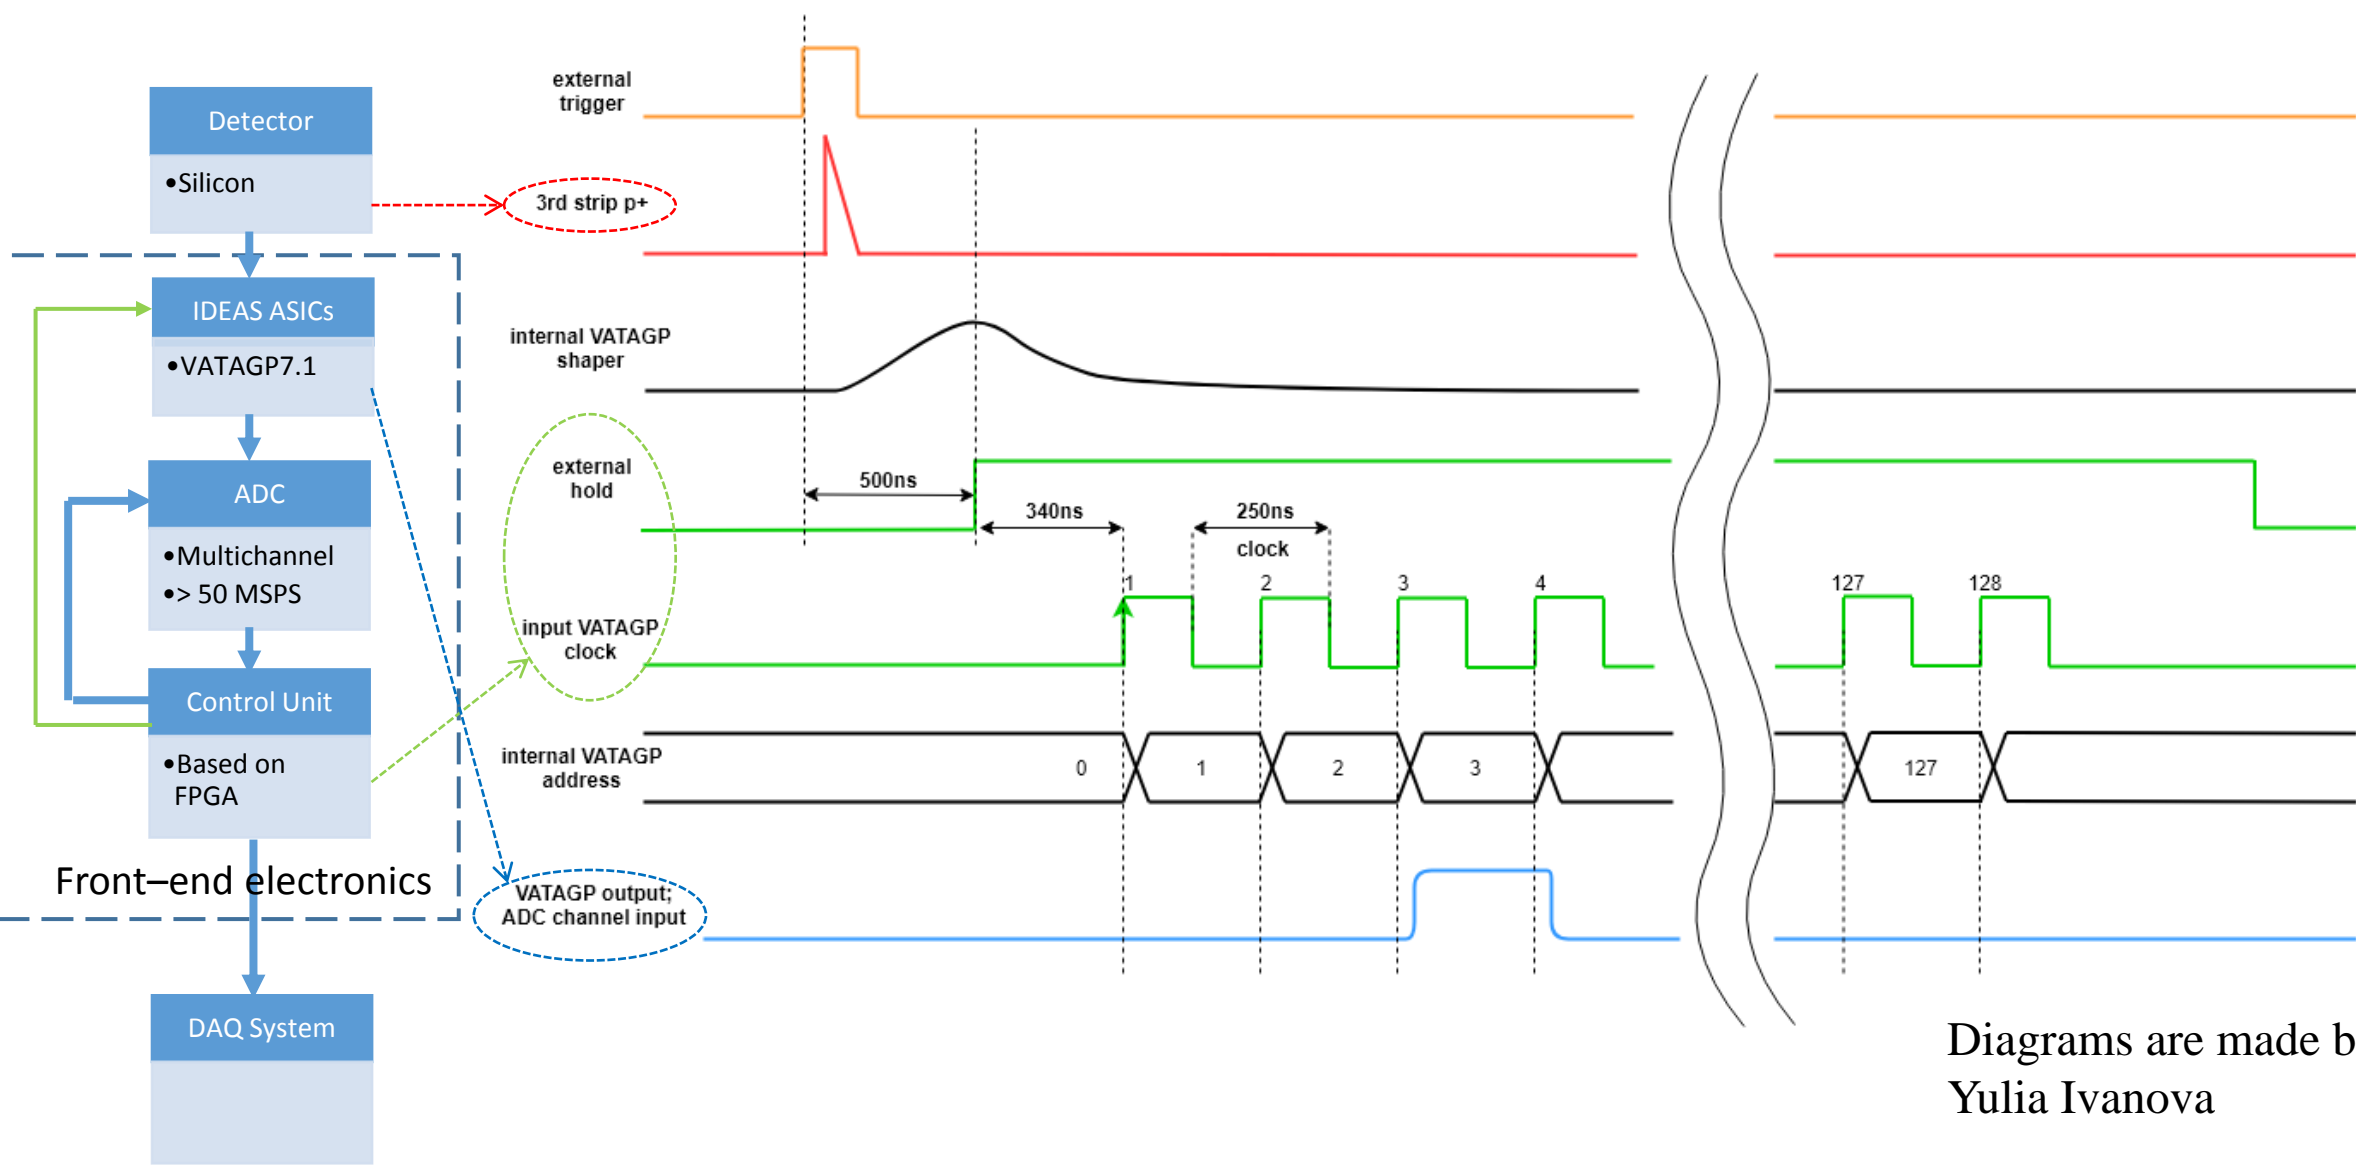 Detector
•Silicon
IDEAS ASICs
•VATAGP7.1
ADC
•Multichannel
•> 50 MSPS
Control Unit
•Based on
FPGA
Front–end electronics
DAQ System
external
trigger
3rd strip p+
internal VATAGP
shaper
external
hold
500ns
340ns
250ns
clock
input VATAGP
clock
1
2
3
4
127
128
internal VATAGP
address
0
1
2
3
127
VATAGP output;
ADC channel input
Diagrams are made b
Yulia Ivanova